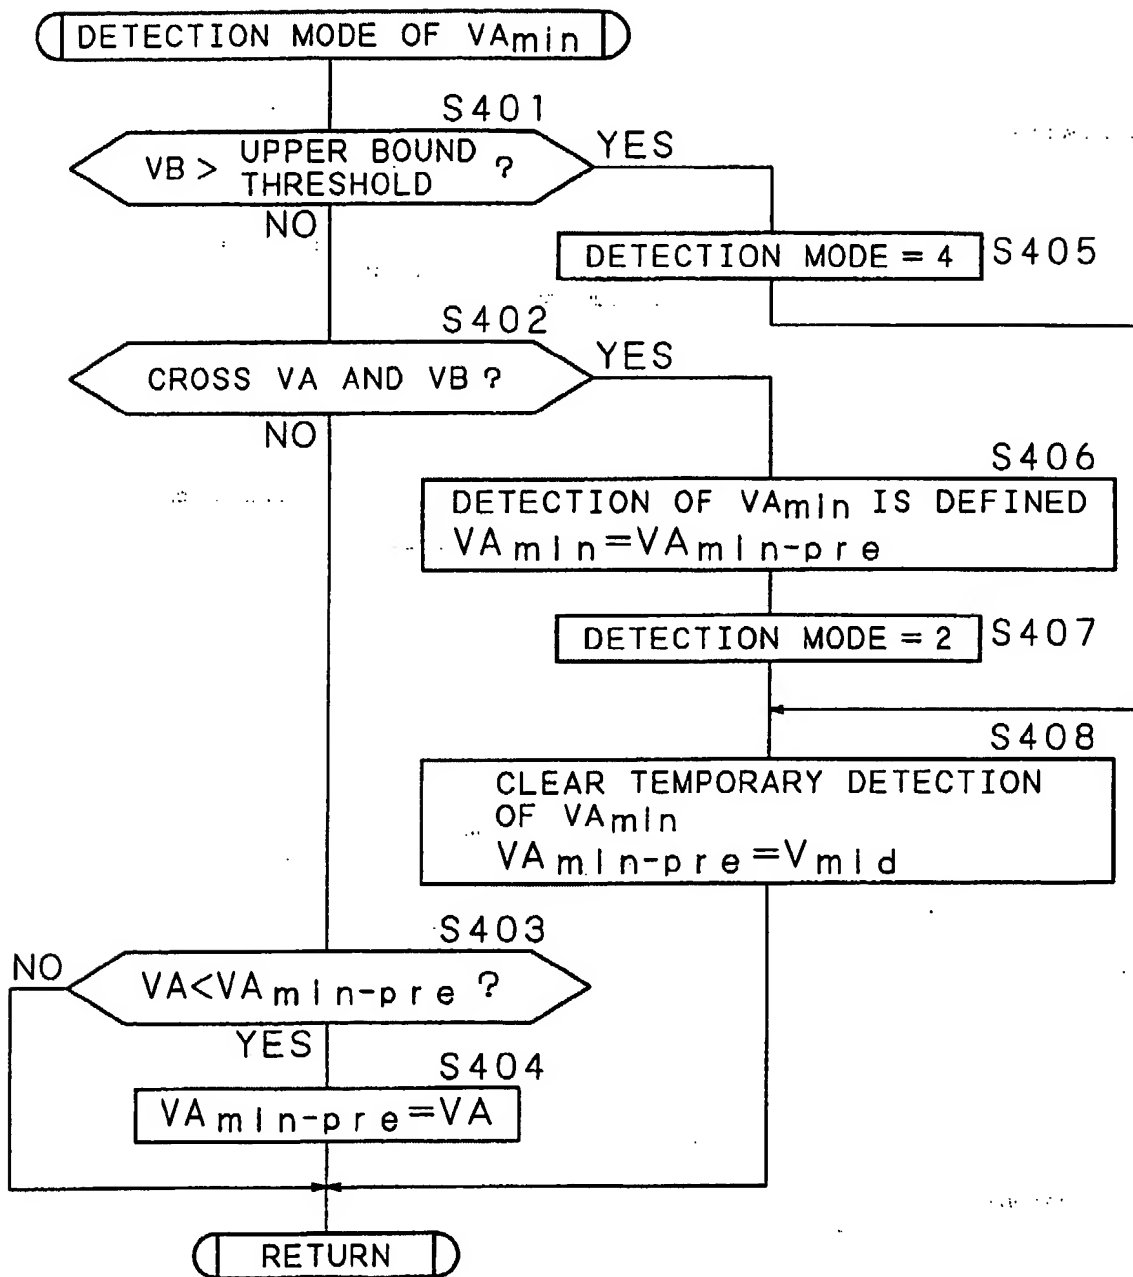 DETECTION MODE OF VAmin
S401
VB > UPPER BOUND THRESHOLD ?
YES
NO
DETECTION MODE = 4
S405
S402
CROSS VA AND VB ?
YES
NO
S406
DETECTION OF VAmin IS DEFINED
VAmin=VAmin-pre
DETECTION MODE = 2
S407
S408
CLEAR TEMPORARY DETECTION
OF VAmin
VAmin-pre=Vmid
S403
NO
VA<VAmin-pre ?
YES
S404
VAmin-pre=VA
RETURN